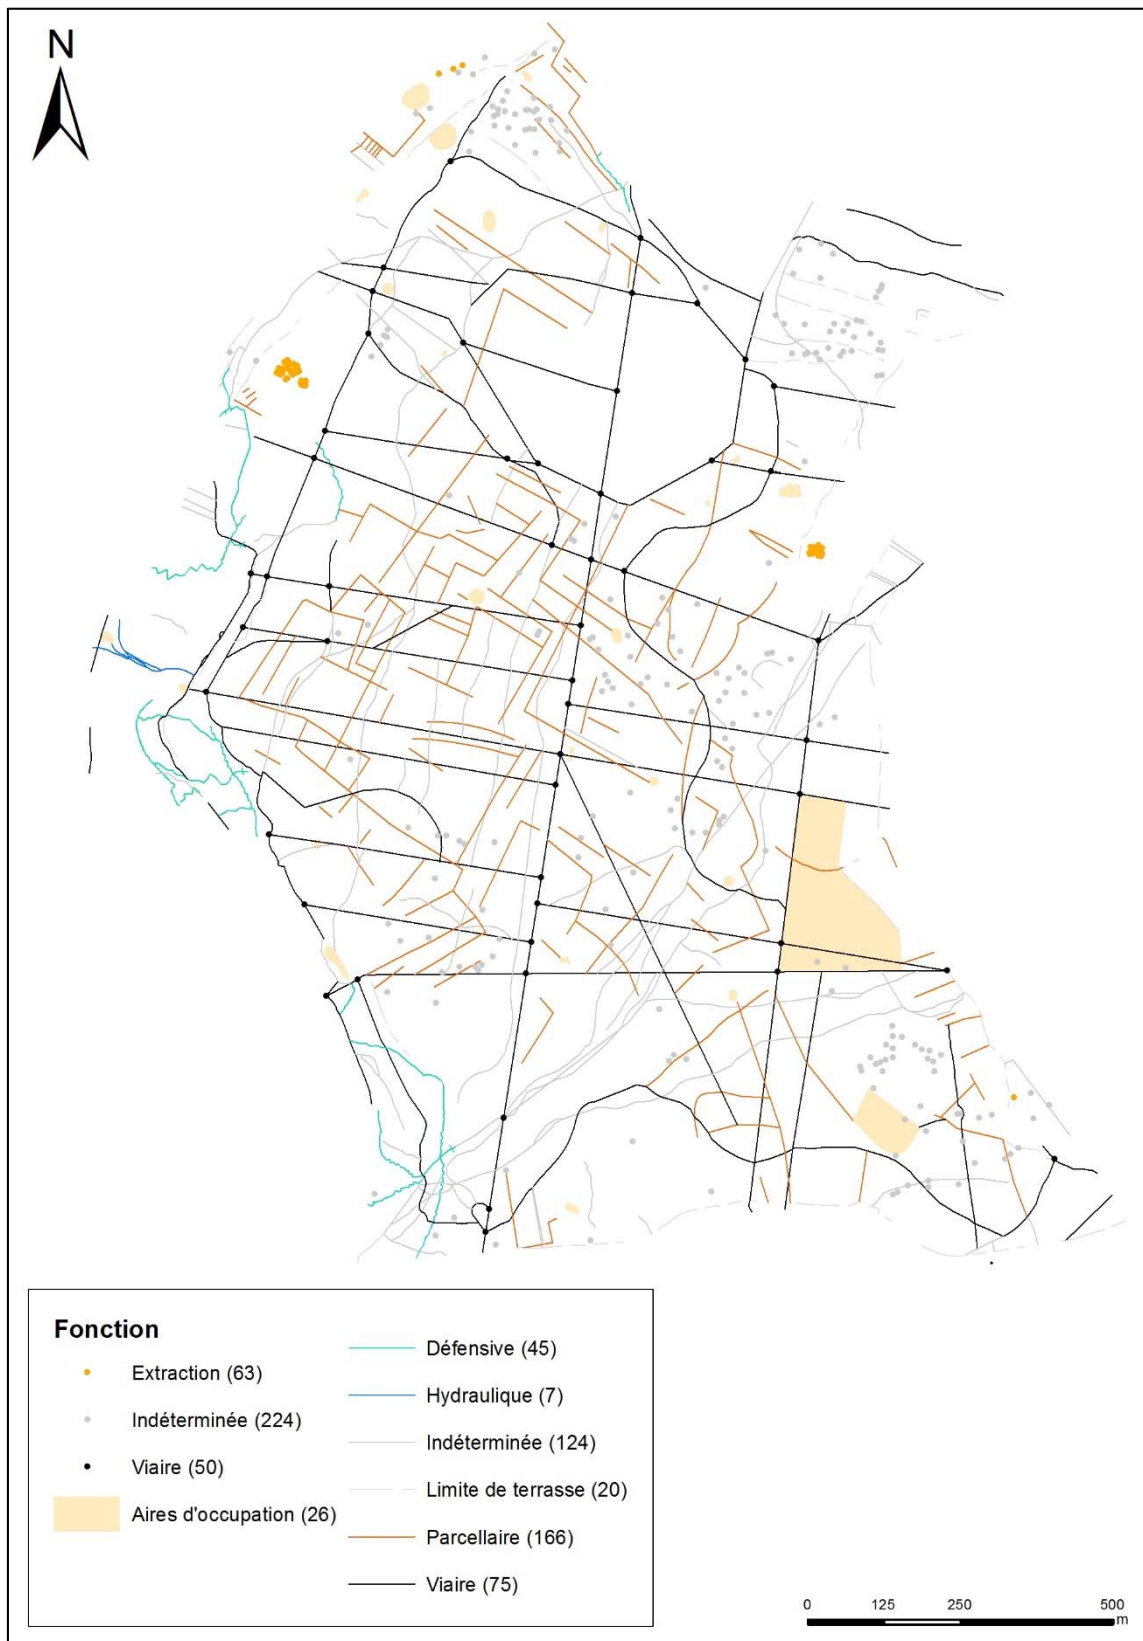 N
Fonction
Extraction (63)
Indéterminée (224)
Viaire (50)
Aires d'occupation (26)
Défensive (45)
Hydraulique (7)
Indéterminée (124)
Limite de terrasse (20)
Parcellaire (166)
Viaire (75)
0 125 250 500
m